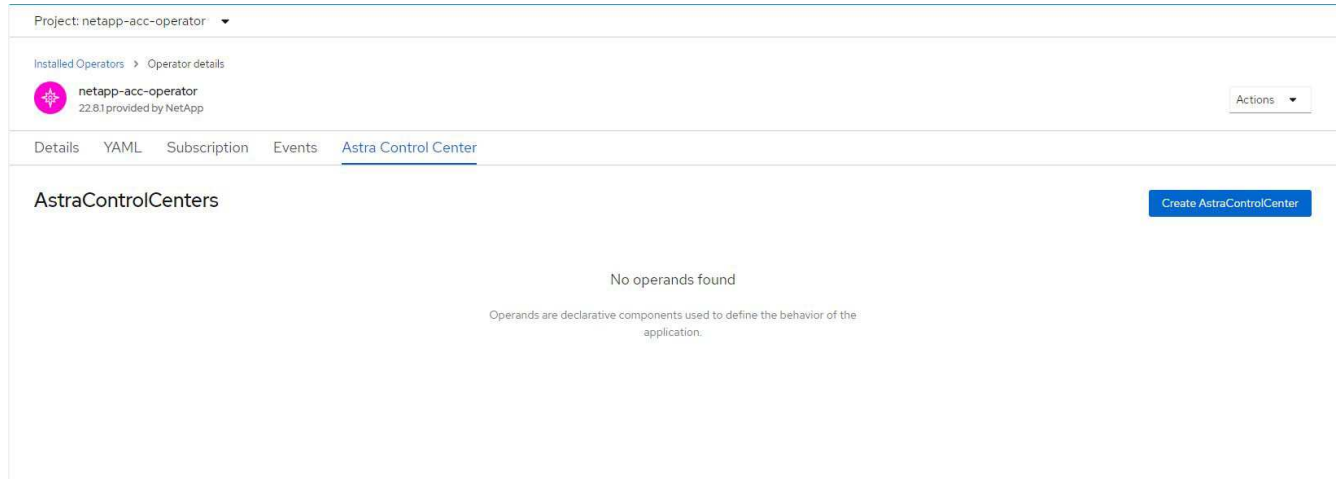 Project: netapp-acc-operator
Installed Operators > Operator details
netapp-acc-operator
22.8.1 provided by NetApp
Actions
Details YAML Subscription Events Astra Control Center
AstraControlCenters
Create AstraControlCenter
No operands found
Operands are declarative components used to define the behavior of the
application.